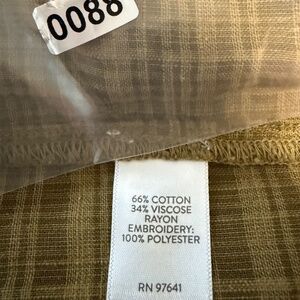 0088
66% COTTON
34% VISCOSE
RAYON
EMBROIDERY:
100% POLYESTER
RN 97641